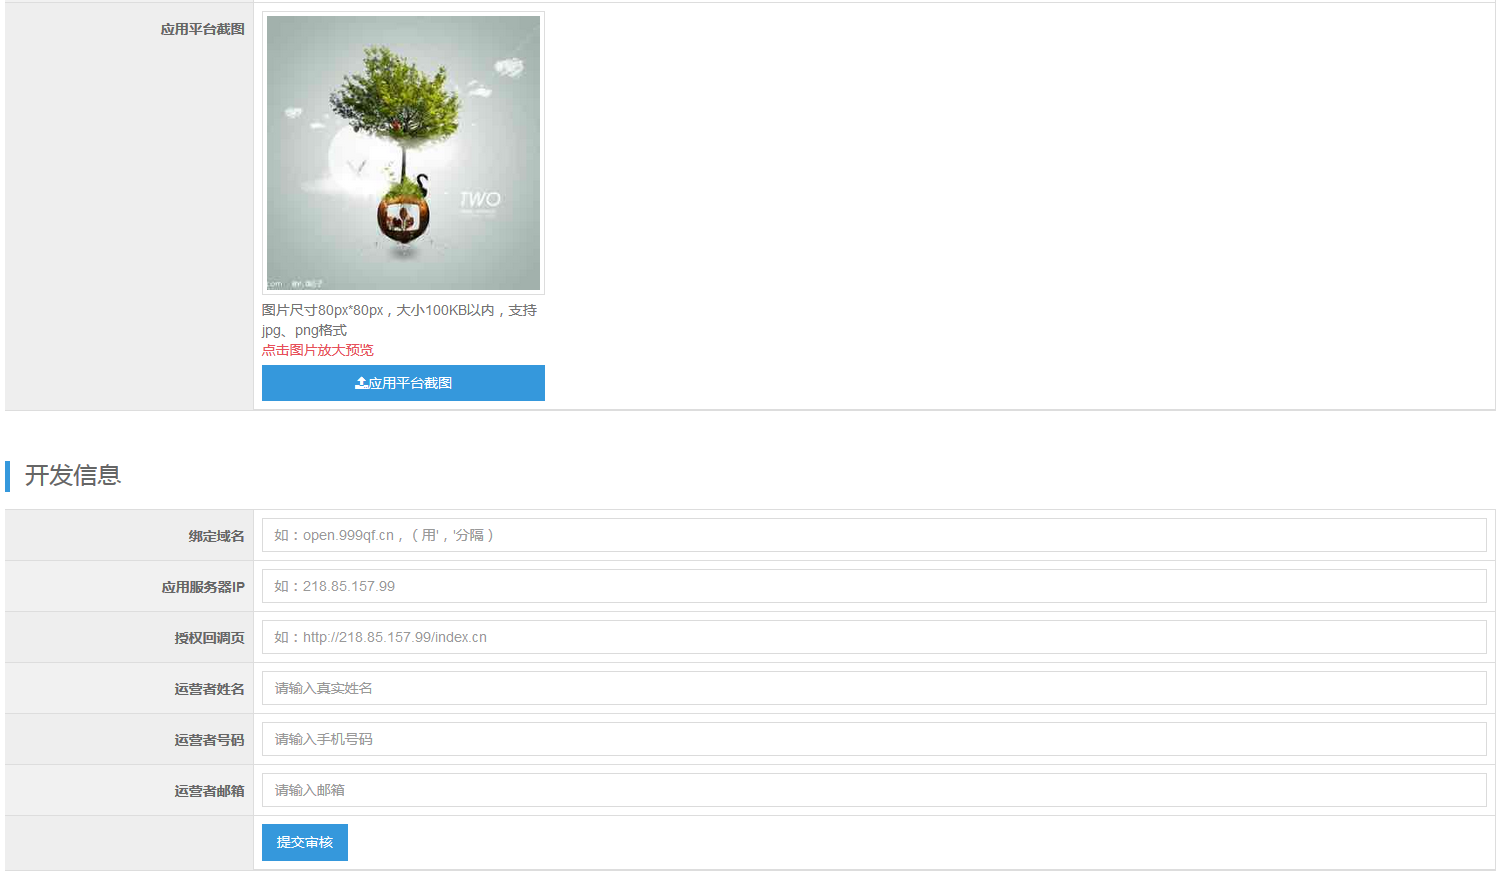 应用平台截图
TWO
图片尺寸80px*80px，大小100KB以内，支持
jpg、png格式
点击图片放大预览
应用平台截图
开发信息
绑定域名
如：open.999qf.cn，（用'，'分隔）
应用服务器IP
如：218.85.157.99
授权回调页
如：http://218.85.157.99/index.cn
运营者姓名
请输入真实姓名
运营者号码
请输入手机号码
运营者邮箱
请输入邮箱
提交审核